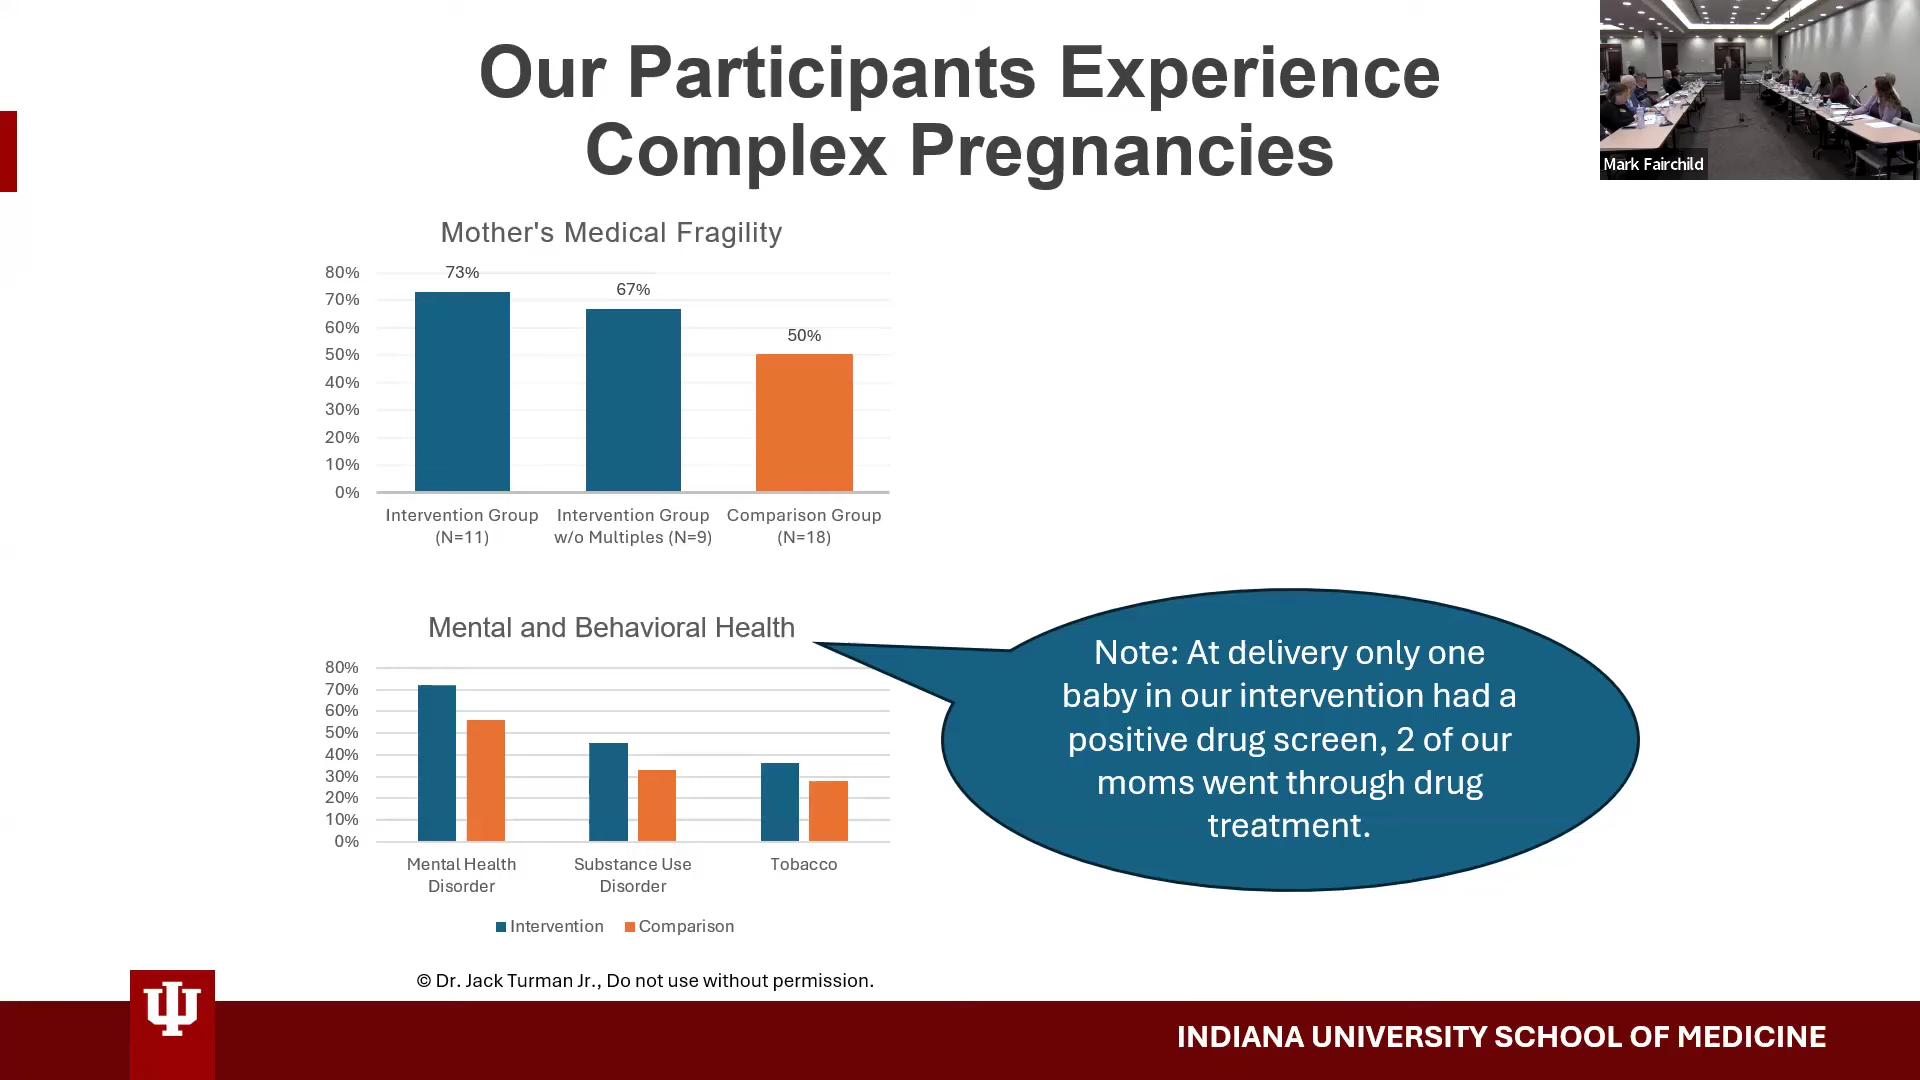 Our Participants Experience
Complex Pregnancies
Mark Fairchild
Mother's Medical Fragility
80%
70%
60%
50%
40%
30%
20%
10%
0%
73%
67%
50%
Intervention Group
(N=11)
Intervention Group
w/o Multiples (N=9)
Comparison Group
(N=18)
Mental and Behavioral Health
80%
70%
60%
50%
40%
30%
20%
10%
0%
Mental Health
Disorder
Substance Use
Disorder
Tobacco
Intervention
Comparison
Note: At delivery only one
baby in our intervention had a
positive drug screen, 2 of our
moms went through drug
treatment.
© Dr. Jack Turman Jr., Do not use without permission.
INDIANA UNIVERSITY SCHOOL OF MEDICINE